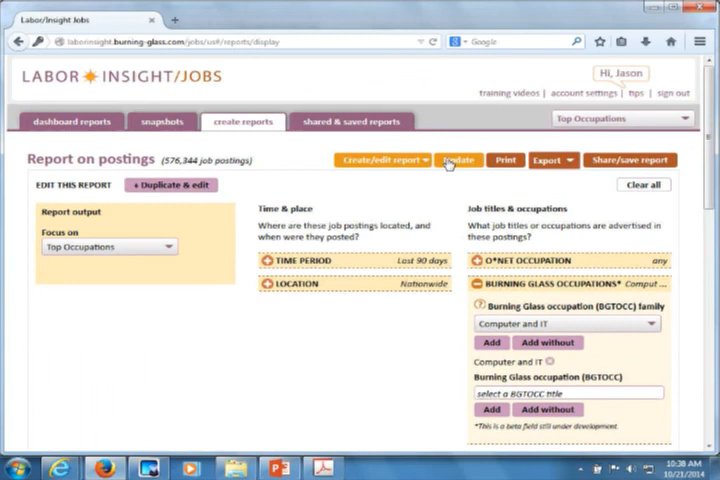 Labor/Insight Jobs
laborinsight.burning-glass.com/jobs/us#/reports/display
Google
LABOR INSIGHT/JOBS
Hi, Jason
training videos | account settings | tips | sign out
dashboard reports
snapshots
create reports
shared & saved reports
Top Occupations
Report on postings (576,344 job postings)
Create/edit report
Update
Print
Export
Share/save report
EDIT THIS REPORT
+ Duplicate & edit
Clear all
Report output
Focus on
Top Occupations
Time & place
Where are these job postings located, and
when were they posted?
TIME PERIOD Last 90 days
LOCATION Nationwide
Job titles & occupations
What job titles or occupations are advertised in
these postings?
O*NET OCCUPATION any
BURNING GLASS OCCUPATIONS* Comput ...
Burning Glass occupation (BGTOCC) family
Computer and IT
Add
Add without
Computer and IT
Burning Glass occupation (BGTOCC)
select a BGTOCC title
Add
Add without
*This is a beta field still under development
10:38 AM
10/21/2014